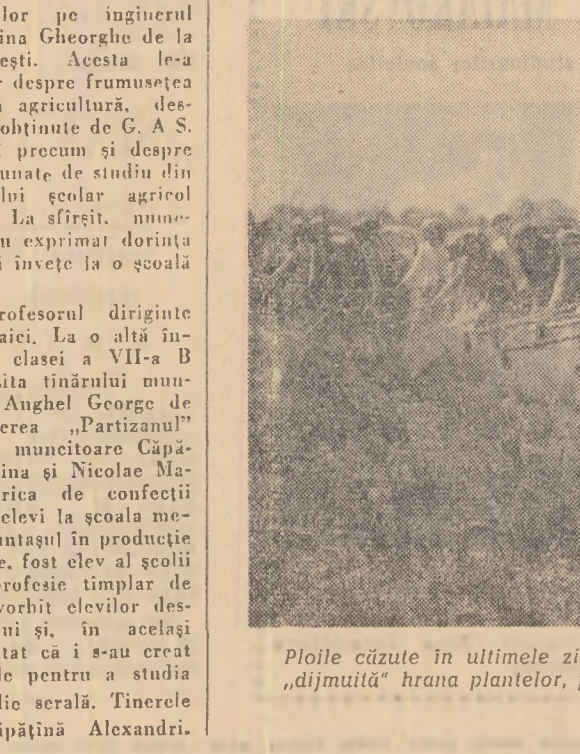 lor pe inginerul
ina Gheorghe de la
ești. Acesta le-a
despre frumusețea
agricultură, des-
obținute de G. A S.
precum și despre
unate de studiu din
lui școlar agricol
La sfîrșit. nume-
u exprimat dorința
i învețe la o școală
rofesorul diriginte
aici. La o altă în-
clasei a VII-a B
ita tînărului mun-
Anghel George de
erea „Partizanul”
muncitoare Căpă-
ina și Nicolae Ma-
rica de confecții
elevi la școala me-
untașul în producție
e, fost elev al școlii
rofesie tîmplar de
vorbit elevilor des-
ui și, în același
tat că i s-au creat
le pentru a studia
lic serală. Tinerele
ăpățînă Alexandri.
Ploile căzute în ultimele zi
„dijmuită” hrana plantelor, p